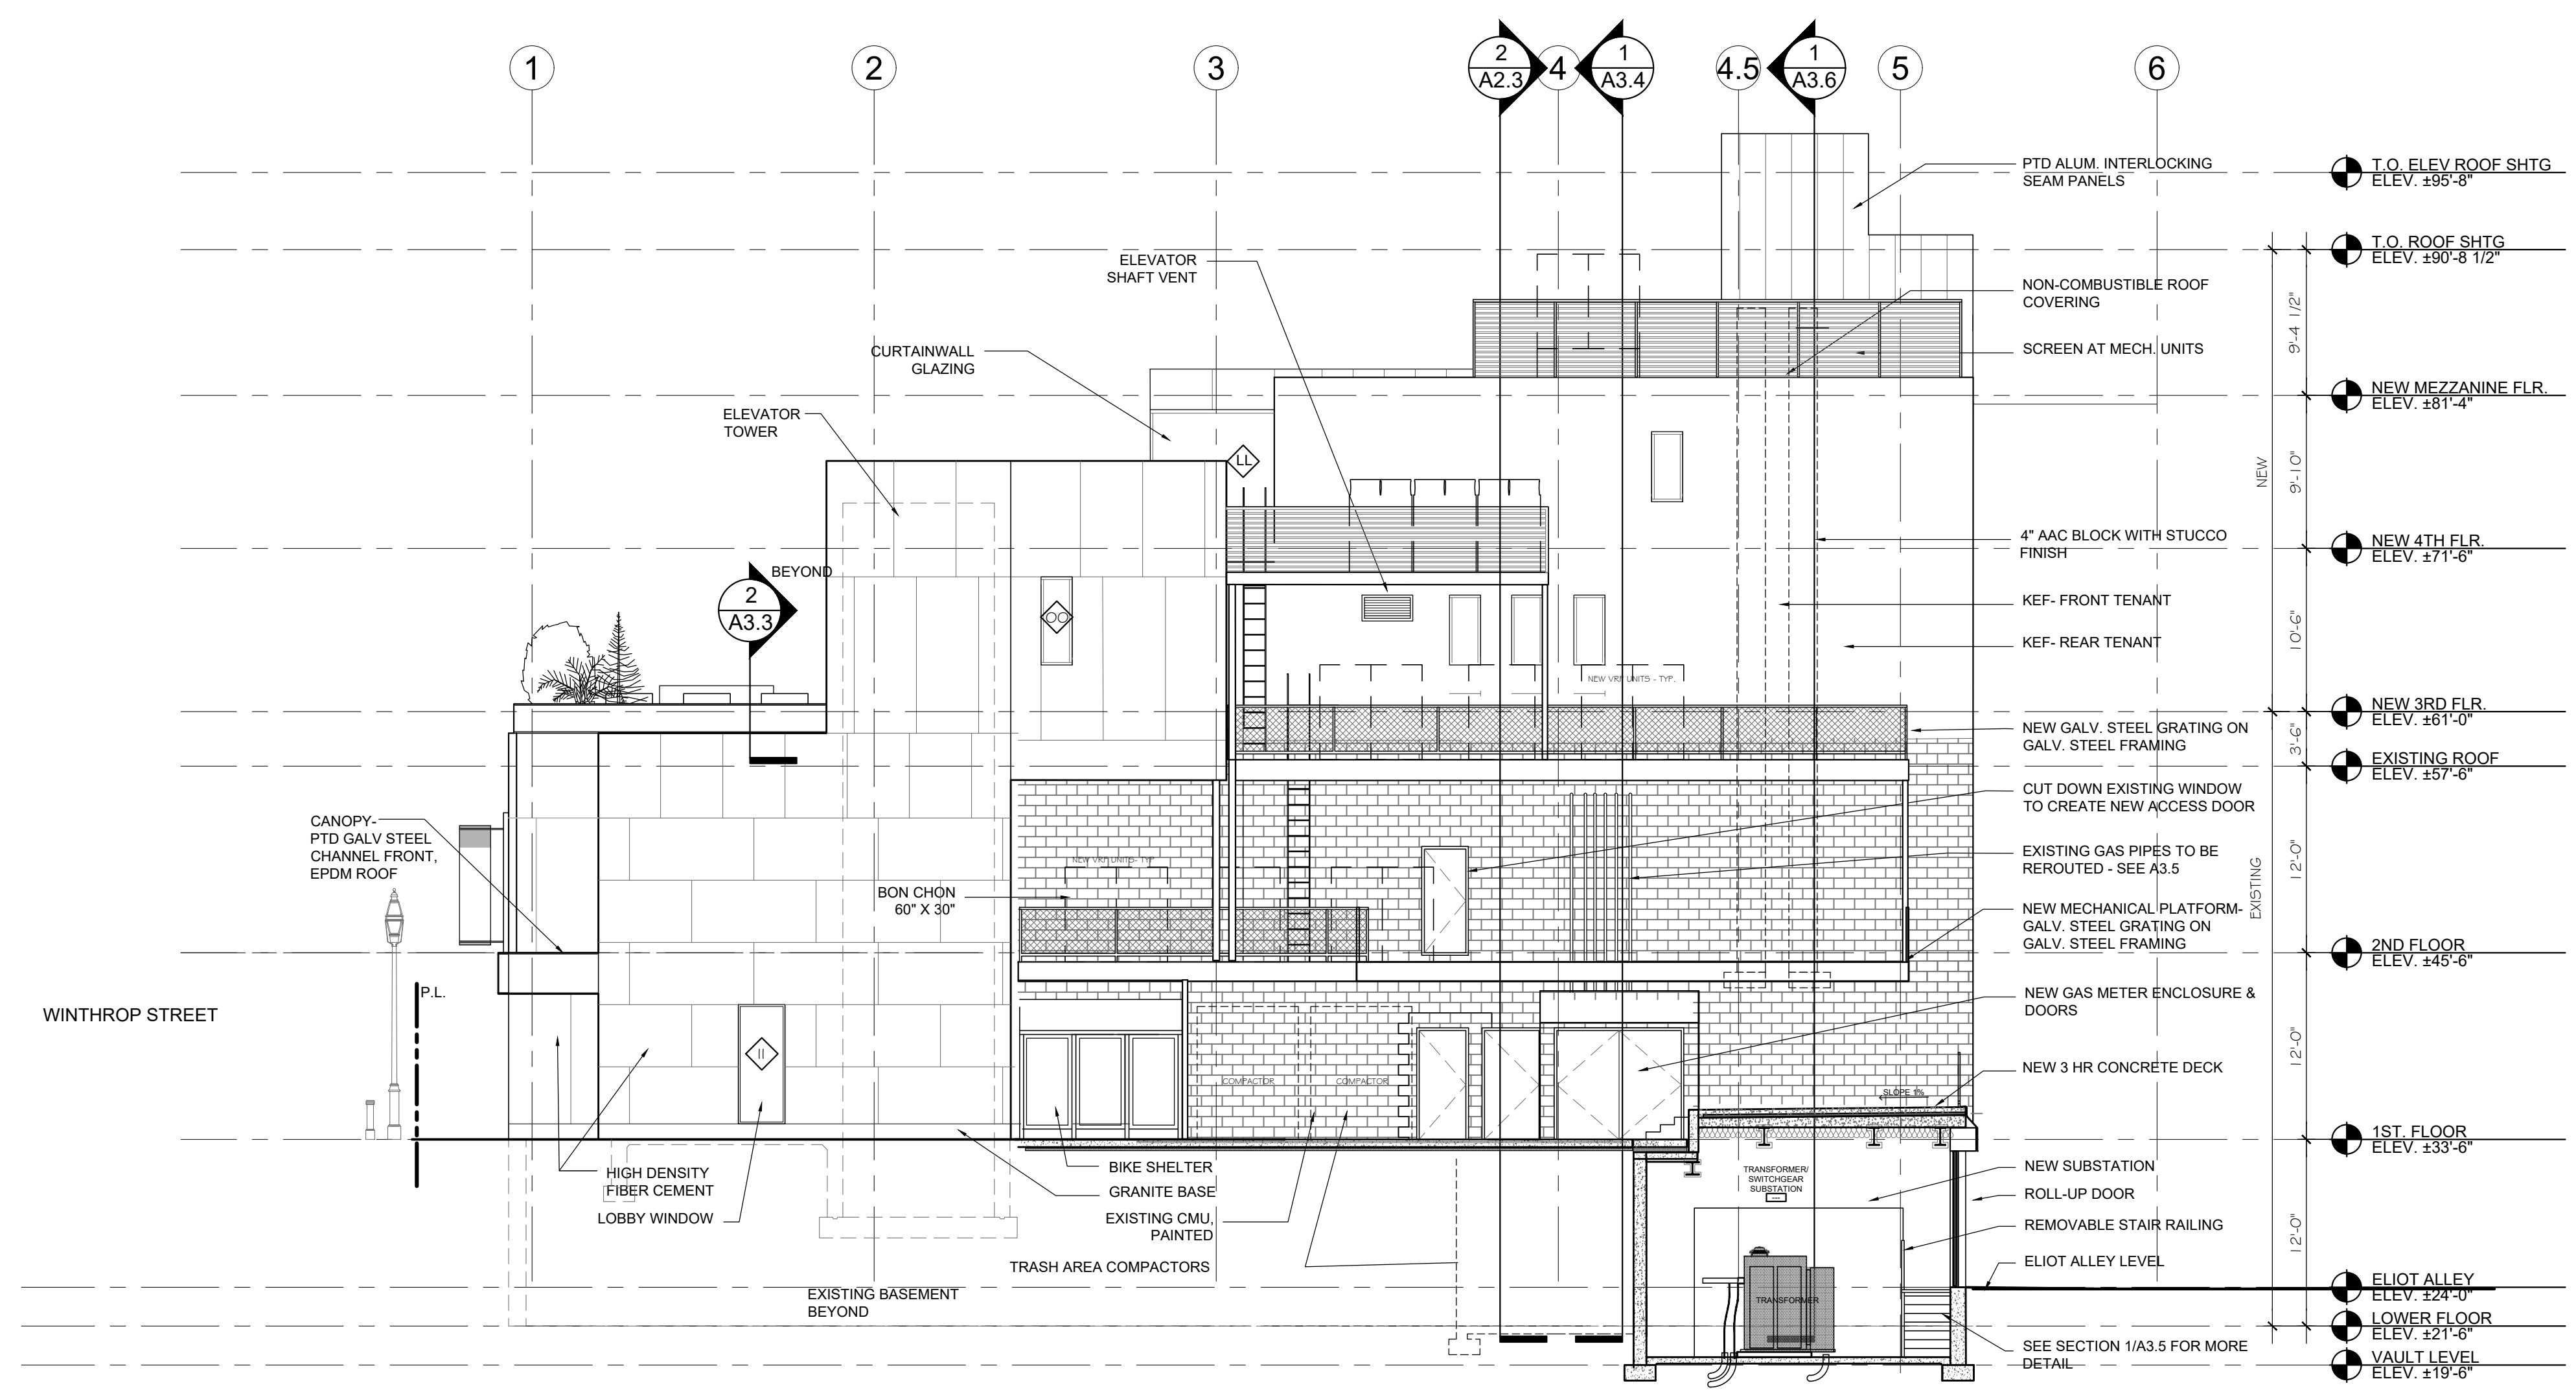 1
2
3
2
A2.3
4
1
A3.4
4.5
1
A3.6
5
6
PTD ALUM. INTERLOCKING
SEAM PANELS
T.O. ELEV ROOF SHTG
ELEV. ±95'-8"
T.O. ROOF SHTG
ELEV. ±90'-8 1/2"
ELEVATOR
SHAFT VENT
NON-COMBUSTIBLE ROOF
COVERING
9'-4 1/2"
CURTAINWALL
GLAZING
SCREEN AT MECH. UNITS
NEW MEZZANINE FLR.
ELEV. ±81'-4"
ELEVATOR
TOWER
LL
NEW
9'-10"
4" AAC BLOCK WITH STUCCO
FINISH
NEW 4TH FLR.
ELEV. ±71'-6"
BEYOND
2
A3.3
OO
KEF- FRONT TENANT
10'-6"
KEF- REAR TENANT
NEW VRF UNITS - TYP.
NEW 3RD FLR.
ELEV. ±61'-0"
NEW GALV. STEEL GRATING ON
GALV. STEEL FRAMING
3'-6"
EXISTING ROOF
ELEV. ±57'-6"
CUT DOWN EXISTING WINDOW
TO CREATE NEW ACCESS DOOR
CANOPY-
PTD GALV STEEL
CHANNEL FRONT,
EPDM ROOF
NEW VRF UNITS- TYP
EXISTING GAS PIPES TO BE
REROUTED - SEE A3.5
EXISTING
12'-0"
BON CHON
60" X 30"
NEW MECHANICAL PLATFORM-
GALV. STEEL GRATING ON
GALV. STEEL FRAMING
2ND FLOOR
ELEV. ±45'-6"
P.L.
WINTHROP STREET
NEW GAS METER ENCLOSURE &
DOORS
12'-0"
II
COMPACTOR
COMPACTOR
NEW 3 HR CONCRETE DECK
SLOPE 1%
1ST. FLOOR
ELEV. ±33'-6"
HIGH DENSITY
FIBER CEMENT
LOBBY WINDOW
BIKE SHELTER
GRANITE BASE
EXISTING CMU,
PAINTED
TRASH AREA COMPACTORS
TRANSFORMER/
SWITCHGEAR
SUBSTATION
NEW SUBSTATION
ROLL-UP DOOR
REMOVABLE STAIR RAILING
12'-0"
ELIOT ALLEY LEVEL
EXISTING BASEMENT
BEYOND
TRANSFORMER
ELIOT ALLEY
ELEV. ±24'-0"
LOWER FLOOR
ELEV. ±21'-6"
SEE SECTION 1/A3.5 FOR MORE
DETAIL
VAULT LEVEL
ELEV. ±19'-6"